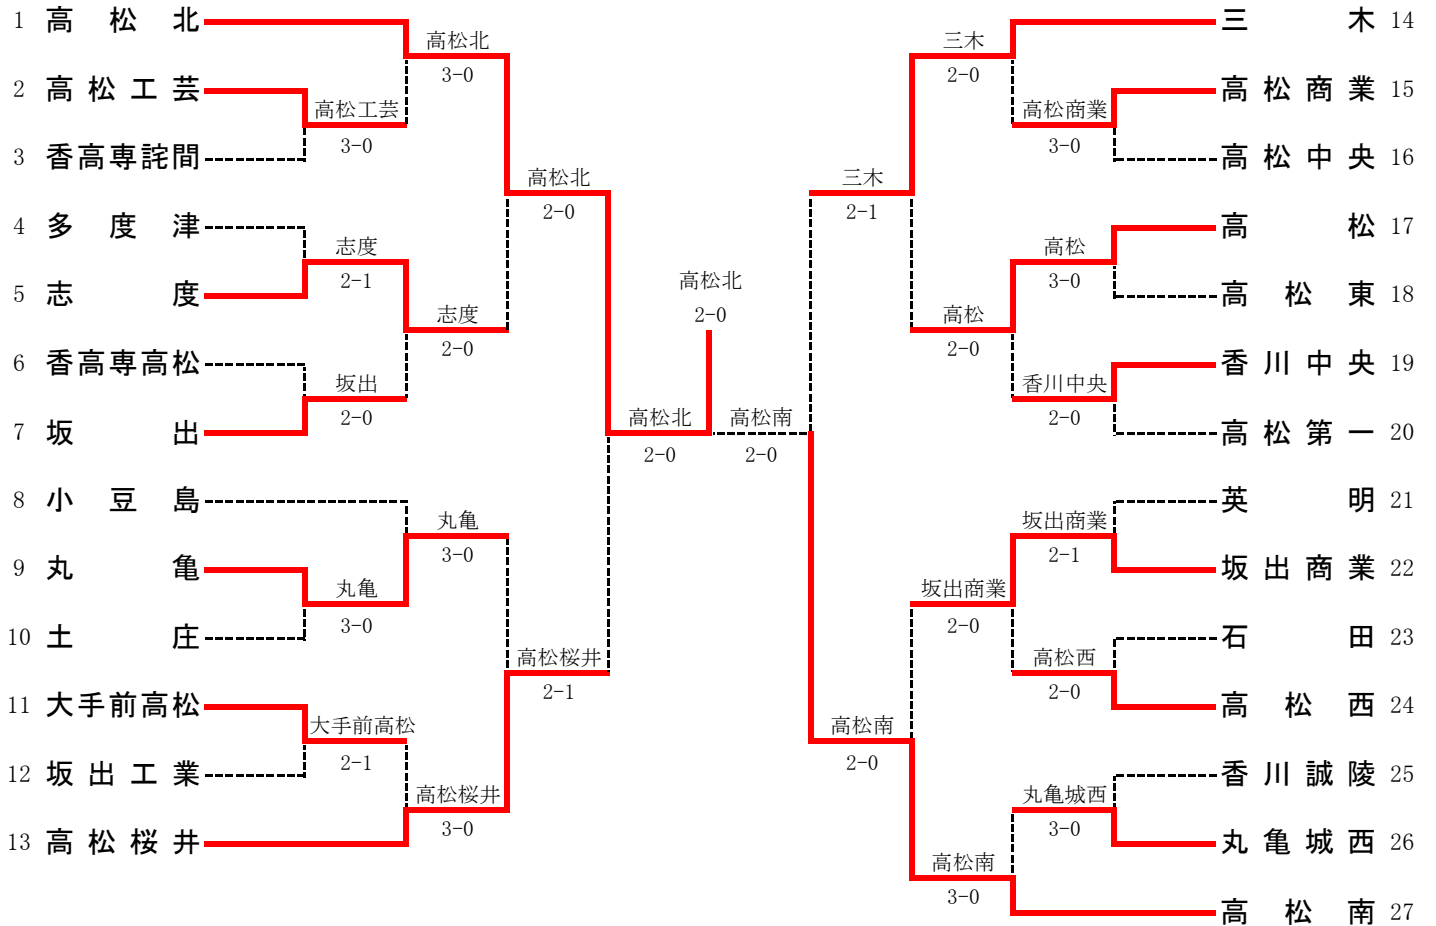 1 高松北
2 高松工芸
3 香高専詫間
4 多度津
5 志度
6 香高専高松
7 坂出
8 小豆島
9 丸亀
10 土庄
11 大手前高松
12 坂出工業
13 高松桜井
高松工芸
3-0
志度
2-1
坂出
2-0
丸亀
3-0
大手前高松
2-1
高松北
3-0
志度
2-0
丸亀
3-0
高松桜井
3-0
高松北
2-0
高松桜井
2-1
高松北
2-0
高松北
2-0
高松南
2-0
三木
2-1
高松南
2-0
三木
2-0
高松
2-0
坂出商業
2-0
高松南
3-0
高松商業
3-0
高松
3-0
香川中央
2-0
坂出商業
2-1
高松西
2-0
丸亀城西
3-0
三木 14
高松商業 15
高松中央 16
高松 17
高松東 18
香川中央 19
高松第一 20
英明 21
坂出商業 22
石田 23
高松西 24
香川誠陵 25
丸亀城西 26
高松南 27